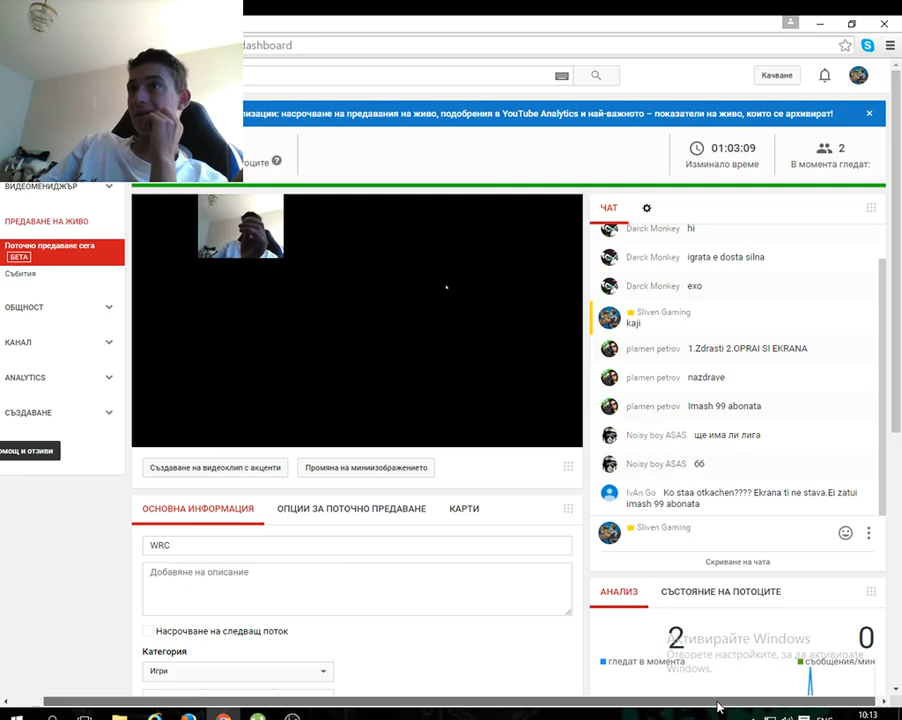 dashboard
Качване
лизации: насрочване на предавания на живо, подобрения в YouTube Analytics и най-важното – показатели на живо, които се архивират!
оците
01:03:09
Изминало време
2
В момента гледат:
ВИДЕОМЕНИДЖЪР
ПРЕДАВАНЕ НА ЖИВО
Поточно предаване сега
БЕТА
Събития
ОБЩНОСТ
КАНАЛ
ANALYTICS
СЪЗДАВАНЕ
омощ и отзиви
Създаване на видеоклип с акценти
Промяна на миниизображението
ОСНОВНА ИНФОРМАЦИЯ
ОПЦИИ ЗА ПОТОЧНО ПРЕДАВАНЕ
КАРТИ
WRC
Добавяне на описание
Насрочване на следващ поток
Категория
Игри
ЧАТ
Darck Monkey hi
Darck Monkey igrata e dosta silna
Darck Monkey exo
Sliven Gaming
kaji
plamen petrov 1.Zdrasti 2.OPRAI SI EKRANA
plamen petrov nazdrave
plamen petrov Imash 99 abonata
Noisy boy ASAS ще има ли лига
Noisy boy ASAS бб
IvAn Go Ko staa otkachen???? Ekrana ti ne stava.Ei zatui
imash 99 abonata
Sliven Gaming
Скриване на чата
АНАЛИЗ
СЪСТОЯНИЕ НА ПОТОЦИТЕ
2
гледат в момента
0
съобщения/мин
Активирайте Windows
Отворете настройките, за да активирате
Windows.
10:13